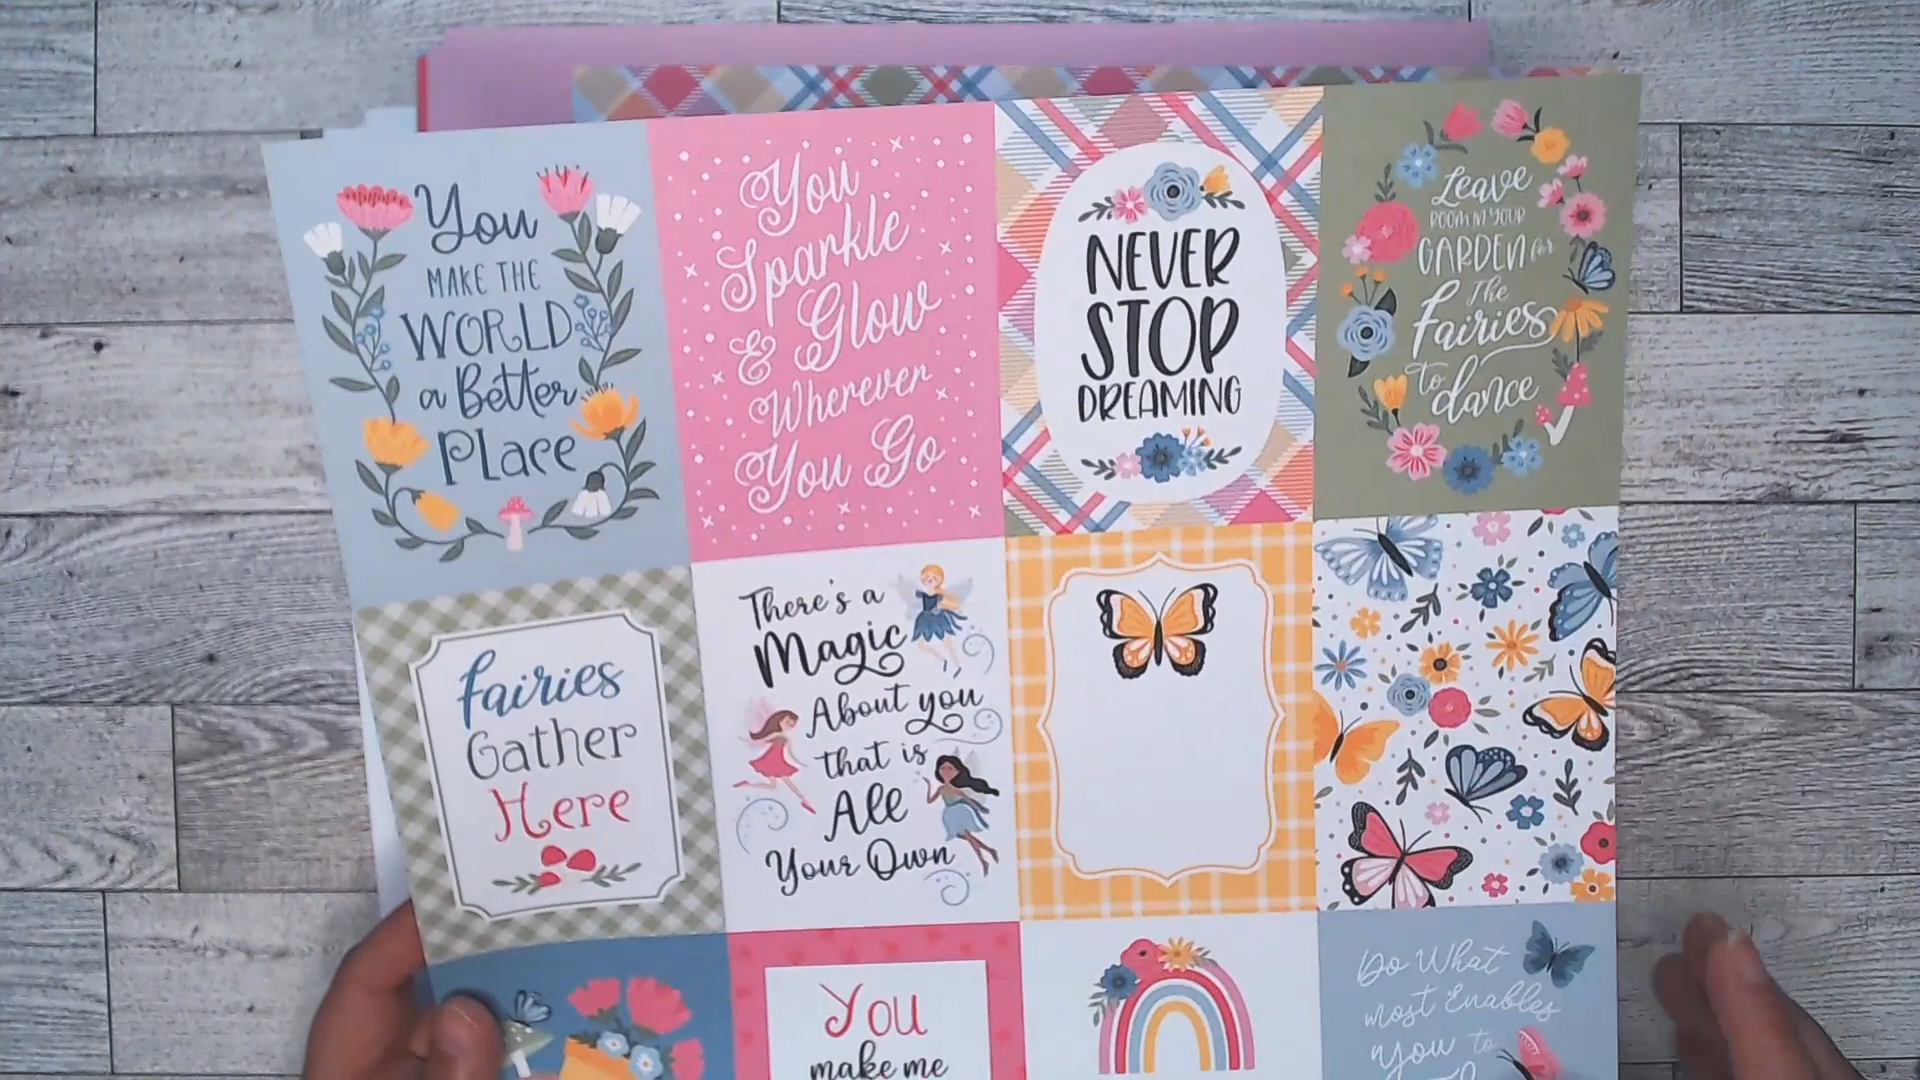 You
MAKE THE
WORLD
a Better
PLace
You
Sparkle
& Glow
Wherever
You Go
NEVER
STOP
DREAMING
Leave
ROOM IN YOUR
GARDEN for
The
fairies
to
dance
fairies
Gather
Here
There's a
Magic
About you
that is
All
Your Own
You
make me
Do What
most Enables
you to